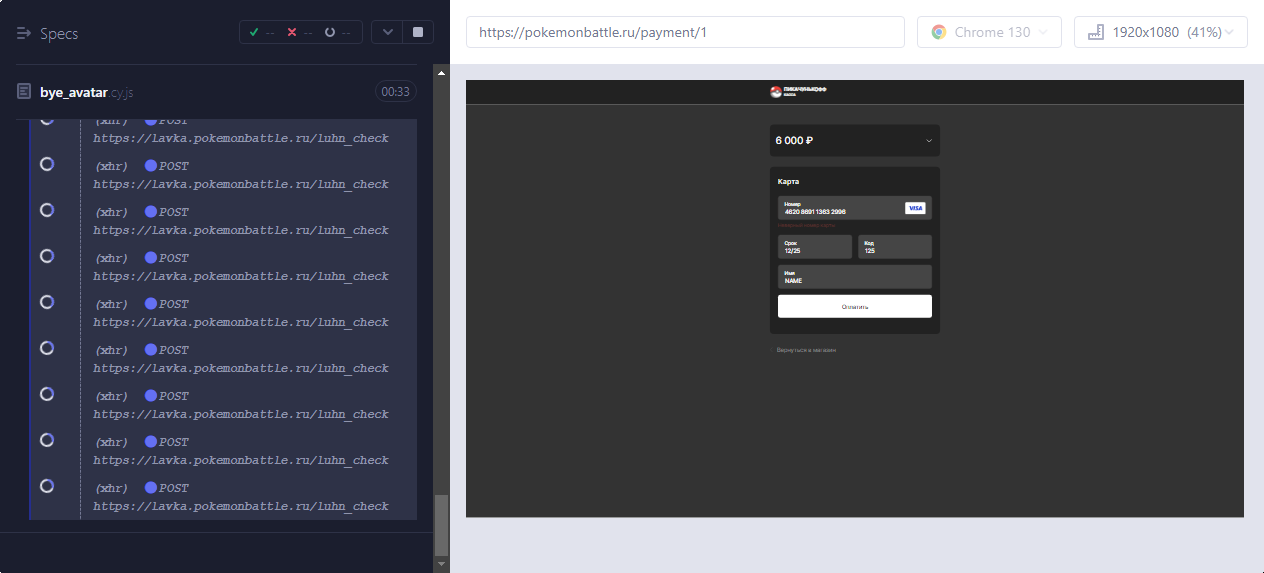 Specs
--
--
--
bye_avatar.cy.js
00:33
(xhr) POST
https://lavka.pokemonbattle.ru/luhn_check
(xhr) POST
https://lavka.pokemonbattle.ru/luhn_check
(xhr) POST
https://lavka.pokemonbattle.ru/luhn_check
(xhr) POST
https://lavka.pokemonbattle.ru/luhn_check
(xhr) POST
https://lavka.pokemonbattle.ru/luhn_check
(xhr) POST
https://lavka.pokemonbattle.ru/luhn_check
(xhr) POST
https://lavka.pokemonbattle.ru/luhn_check
(xhr) POST
https://lavka.pokemonbattle.ru/luhn_check
(xhr) POST
https://lavka.pokemonbattle.ru/luhn_check
https://pokemonbattle.ru/payment/1
Chrome 130
1920x1080 (41%)
6 000 ₽
Карта
Номер
4620 8691 1363 2996
VISA
Срок
12/25
Код
125
Имя
NAME
Оплатить
Вернуться в магазин